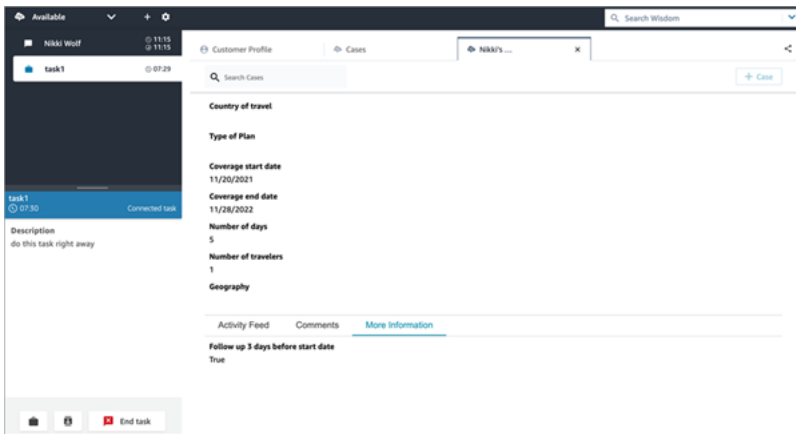 Available
Search Wisdom
Nikki Wolf
11:15
11:15
task1
07:29
Customer Profile
Cases
Nikki's ...
Search Cases
+ Case
Country of travel
Type of Plan
Coverage start date
11/20/2021
Coverage end date
11/28/2022
Number of days
5
Number of travelers
1
Geography
task1
07:30
Connected task
Description
do this task right away
Activity Feed
Comments
More Information
Follow up 3 days before start date
True
End task